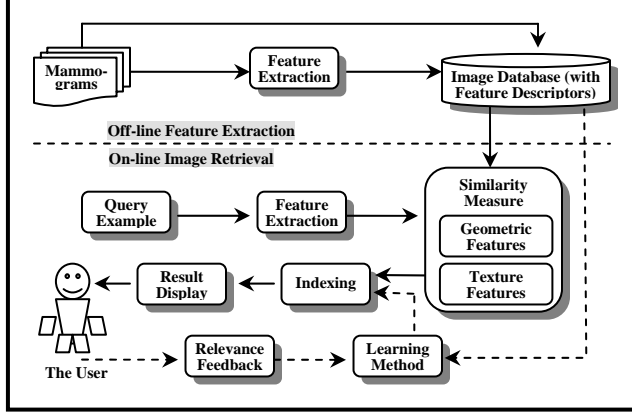 Mammo-
grams
Feature
Extraction
Image Database (with
Feature Descriptors)
Off-line Feature Extraction
On-line Image Retrieval
Similarity
Measure
Query
Example
Feature
Extraction
Geometric
Features
Texture
Features
Result
Display
Indexing
Relevance
Feedback
Learning
Method
The User